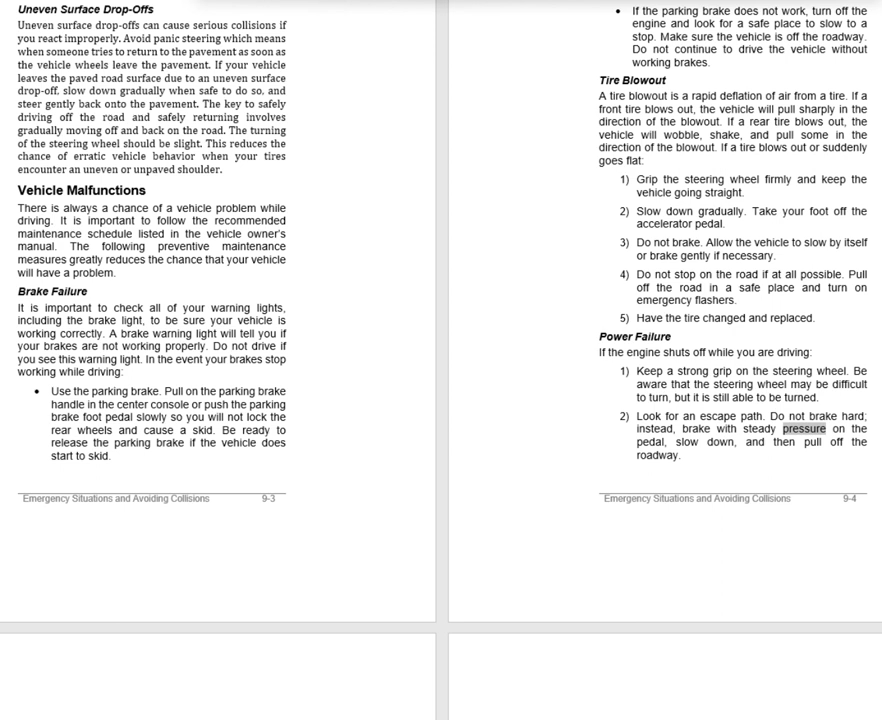 Uneven Surface Drop-Offs
Uneven surface drop-offs can cause serious collisions if
you react improperly. Avoid panic steering which means
when someone tries to return to the pavement as soon as
the vehicle wheels leave the pavement. If your vehicle
leaves the paved road surface due to an uneven surface
drop-off, slow down gradually when safe to do so, and
steer gently back onto the pavement. The key to safely
driving off the road and safely returning involves
gradually moving off and back on the road. The turning
of the steering wheel should be slight. This reduces the
chance of erratic vehicle behavior when your tires
encounter an uneven or unpaved shoulder.
Vehicle Malfunctions
There is always a chance of a vehicle problem while
driving. It is important to follow the recommended
maintenance schedule listed in the vehicle owner's
manual. The following preventive maintenance
measures greatly reduces the chance that your vehicle
will have a problem.
Brake Failure
It is important to check all of your warning lights,
including the brake light, to be sure your vehicle is
working correctly. A brake warning light will tell you if
your brakes are not working properly. Do not drive if
you see this warning light. In the event your brakes stop
working while driving:
• Use the parking brake. Pull on the parking brake
handle in the center console or push the parking
brake foot pedal slowly so you will not lock the
rear wheels and cause a skid. Be ready to
release the parking brake if the vehicle does
start to skid.
Emergency Situations and Avoiding Collisions 9-3
• If the parking brake does not work, turn off the
engine and look for a safe place to slow to a
stop. Make sure the vehicle is off the roadway.
Do not continue to drive the vehicle without
working brakes.
Tire Blowout
A tire blowout is a rapid deflation of air from a tire. If a
front tire blows out, the vehicle will pull sharply in the
direction of the blowout. If a rear tire blows out, the
vehicle will wobble, shake, and pull some in the
direction of the blowout. If a tire blows out or suddenly
goes flat:
1) Grip the steering wheel firmly and keep the
vehicle going straight.
2) Slow down gradually. Take your foot off the
accelerator pedal.
3) Do not brake. Allow the vehicle to slow by itself
or brake gently if necessary.
4) Do not stop on the road if at all possible. Pull
off the road in a safe place and turn on
emergency flashers.
5) Have the tire changed and replaced.
Power Failure
If the engine shuts off while you are driving:
1) Keep a strong grip on the steering wheel. Be
aware that the steering wheel may be difficult
to turn, but it is still able to be turned.
2) Look for an escape path. Do not brake hard;
instead, brake with steady pressure on the
pedal, slow down, and then pull off the
roadway.
Emergency Situations and Avoiding Collisions 9-4